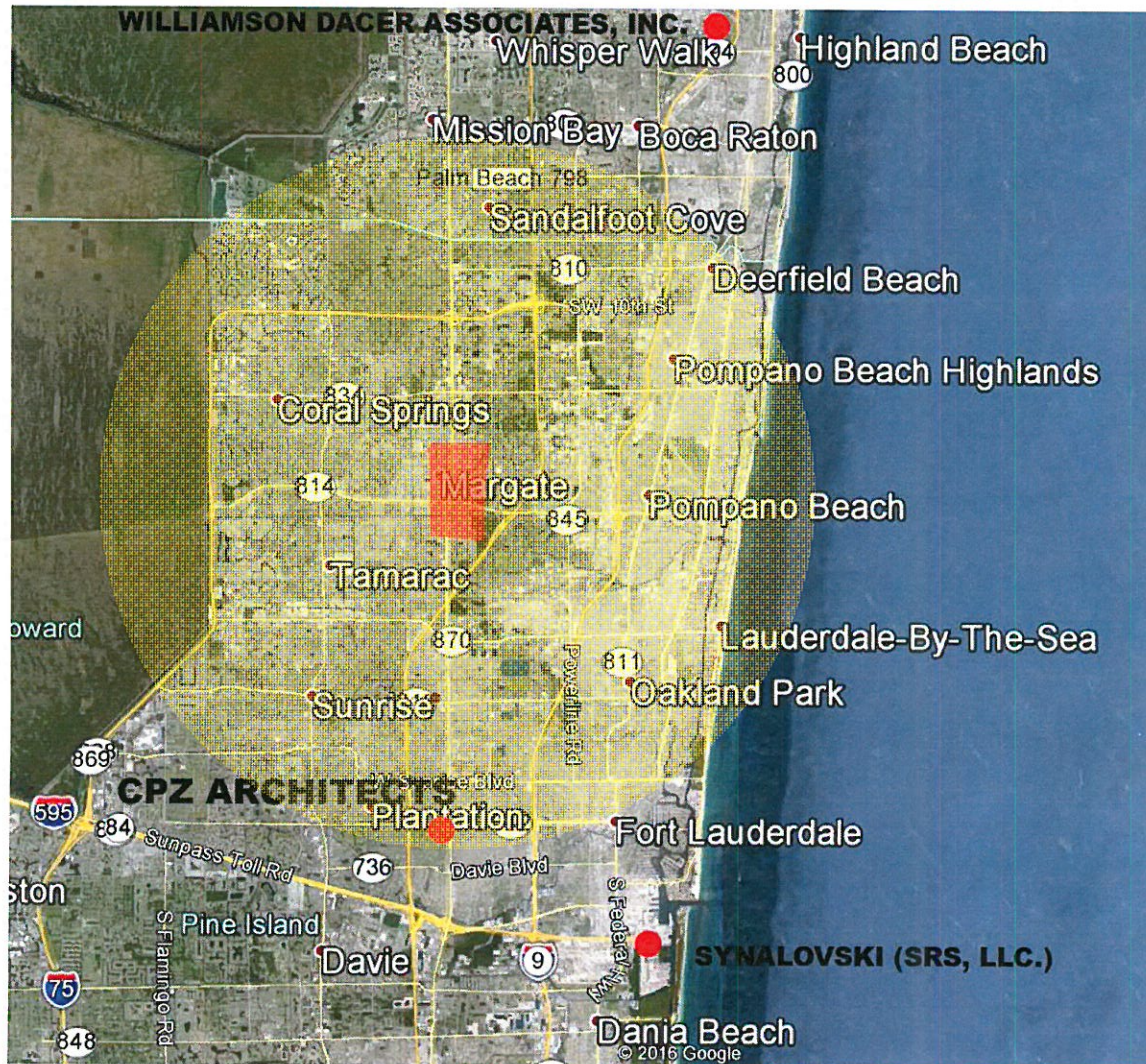 WILLIAMSON DACER ASSOCIATES, INC.
Whisper Walk
Highland Beach
800
Mission Bay
Boca Raton
Palm Beach 798
Sandalfoot Cove
810
Deerfield Beach
SW 10th St
Pompano Beach Highlands
834
Coral Springs
814
Margate
845
Pompano Beach
Tamarac
oward
870
Lauderdale-By-The-Sea
811
Powerline Rd
Oakland Park
Sunrise
869
CPZ ARCHITECTS
595
Plantation
84
Fort Lauderdale
Sunpass Toll Rd
736
Davie Blvd
ston
S Flamingo Rd
Pine Island
S Federal Hwy
Davie
9
SYNALOVSKI (SRS, LLC.)
75
848
Dania Beach
© 2016 Google